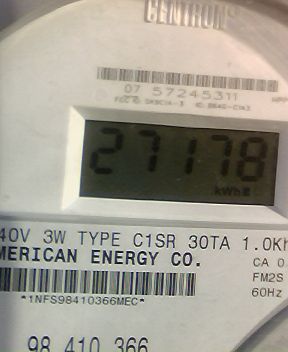 CENTRON
07 57245311
27178
kWh
40V 3W TYPE C1SR 30TA 1.0Kh
MERICAN ENERGY CO.
CA 0.
FM2S
60Hz
*1NFS98410366MEC*
98 410 366